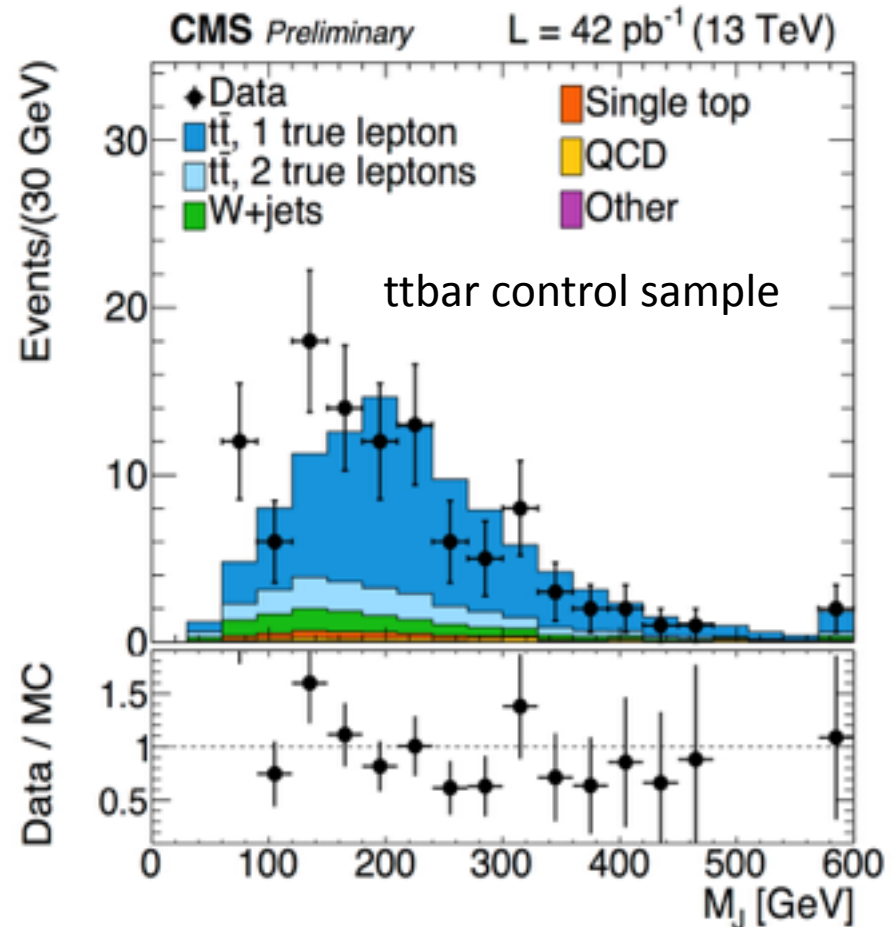 CMS Preliminary L = 42 pb⁻¹ (13 TeV)
Events/(30 GeV)
30
20
10
0
Data
tt̄, 1 true lepton
tt̄, 2 true leptons
W+jets
Single top
QCD
Other
ttbar control sample
Data / MC
1.5
1
0.5
0 100 200 300 400 500 600
M_J [GeV]